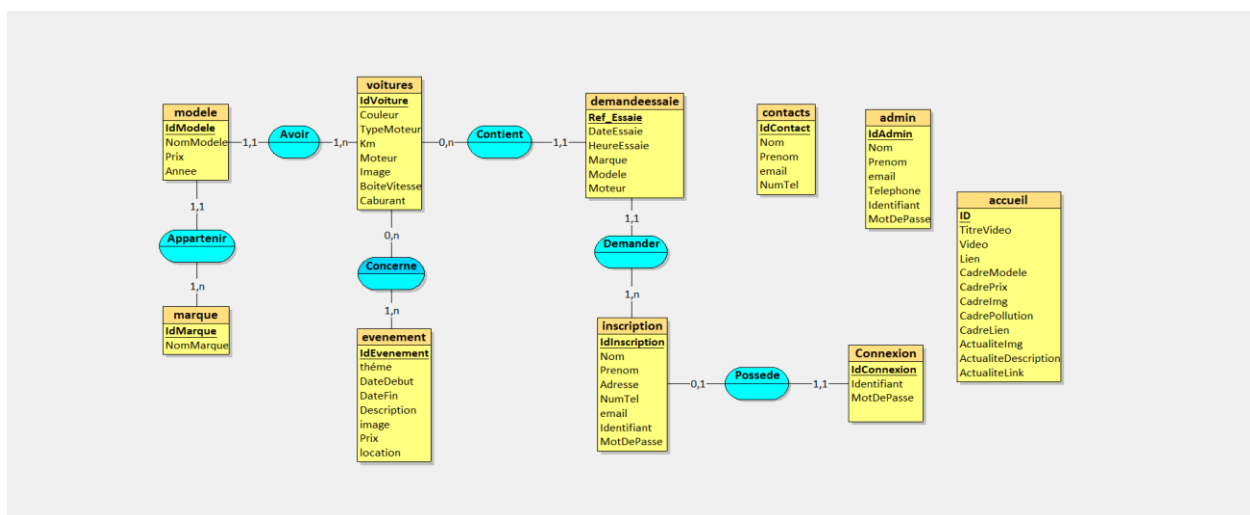 modele
IdModele
NomModele
Prix
Annee
1,1
Avoir
1,n
voitures
IdVoiture
Couleur
TypeMoteur
Km
Moteur
Image
BoiteVitesse
Caburant
0,n
Contient
1,1
demandeessaie
Ref_Essaie
DateEssaie
HeureEssaie
Marque
Modele
Moteur
contacts
IdContact
Nom
Prenom
email
NumTel
admin
IdAdmin
Nom
Prenom
email
Telephone
Identifiant
MotDePasse
accueil
ID
TitreVideo
Video
Lien
CadreModele
CadrePrix
CadreImg
CadrePollution
CadreLien
ActualiteImg
ActualiteDescription
ActualiteLink
1,1
Appartenir
1,n
marque
IdMarque
NomMarque
0,n
Concerne
1,n
evenement
IdEvenement
théme
DateDebut
DateFin
Description
image
Prix
location
1,1
Demander
1,n
inscription
IdInscription
Nom
Prenom
Adresse
NumTel
email
Identifiant
MotDePasse
0,1
Possede
1,1
Connexion
IdConnexion
Identifiant
MotDePasse